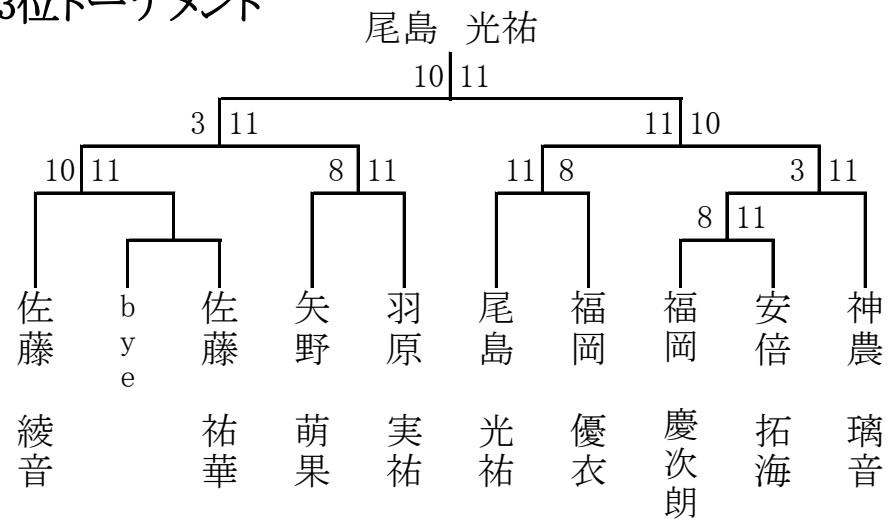 3位トーナメント
尾島 光祐
10 11
3 11
11 10
10 11
8 11
11 8
3 11
8 11
佐藤 綾音
bye
佐藤 祐華
矢野 萌果
羽原 実祐
尾島 光祐
福岡 優衣
福岡 慶次朗
安倍 拓海
神農 璃音